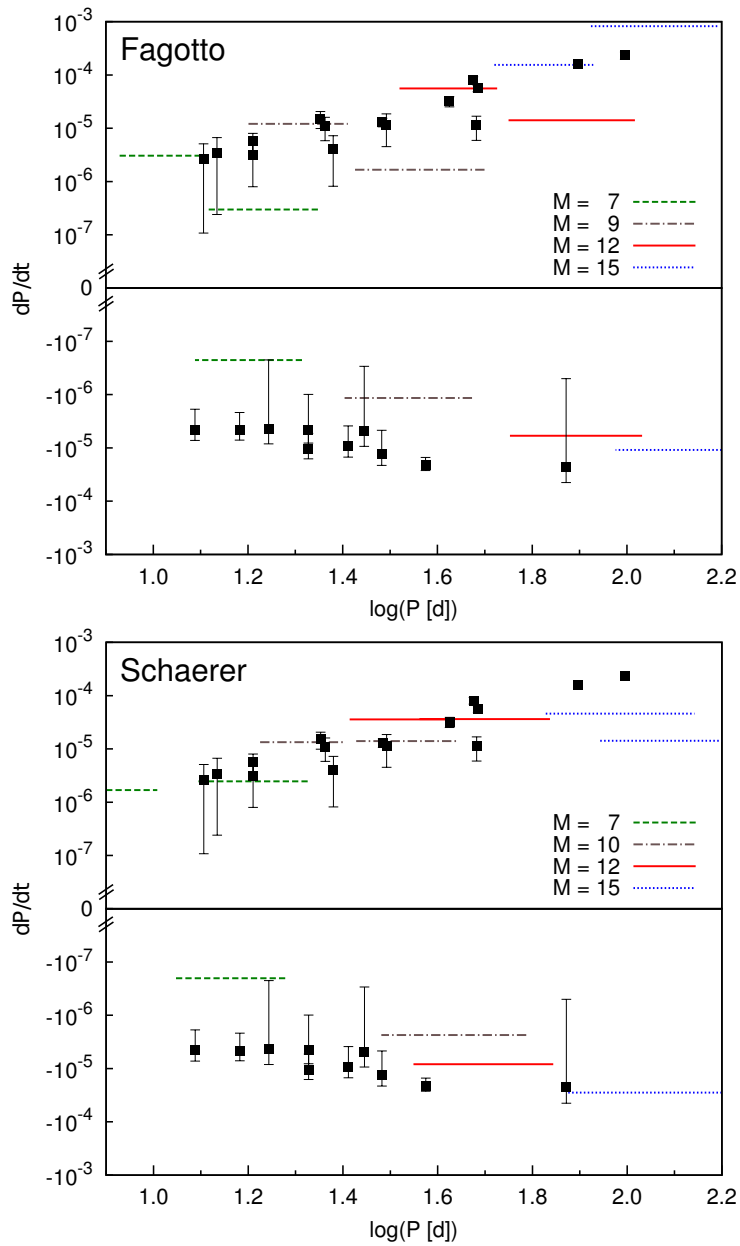 Fagotto
dP/dt
10-3
10-4
10-5
10-6
10-7
0
-10-7
-10-6
-10-5
-10-4
-10-3
M = 7
M = 9
M = 12
M = 15
1.0 1.2 1.4 1.6 1.8 2.0 2.2
log(P [d])
Schaerer
dP/dt
10-3
10-4
10-5
10-6
10-7
0
-10-7
-10-6
-10-5
-10-4
-10-3
M = 7
M = 10
M = 12
M = 15
1.0 1.2 1.4 1.6 1.8 2.0 2.2
log(P [d])